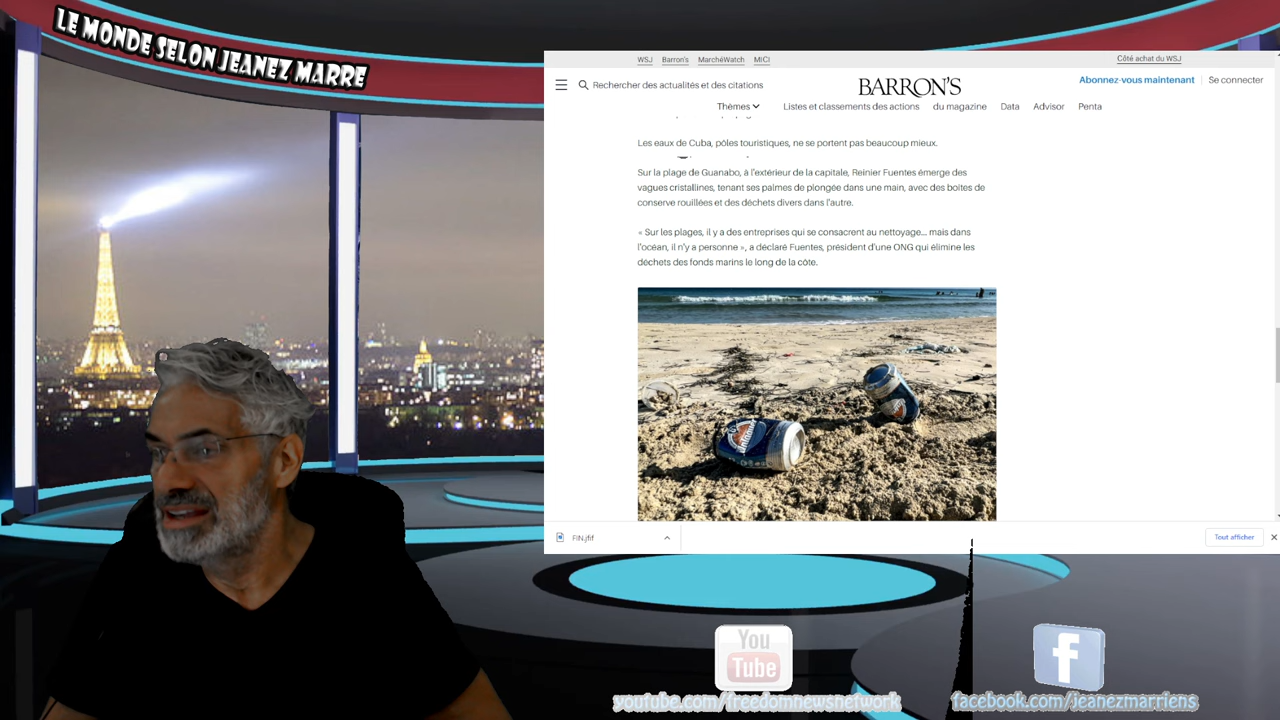 LE MONDE SELON JEANEZ MARRE
WSJ Barron's MarchéWatch MiCI
Côté achat du WSJ
Rechercher des actualités et des citations
BARRON'S
Abonnez-vous maintenant Se connecter
Thèmes Listes et classements des actions du magazine Data Advisor Penta
Les eaux de Cuba, pôles touristiques, ne se portent pas beaucoup mieux.
Sur la plage de Guanabo, à l'extérieur de la capitale, Reinier Fuentes émerge des
vagues cristallines, tenant ses palmes de plongée dans une main, avec des boîtes de
conserve rouillées et des déchets divers dans l'autre.
« Sur les plages, il y a des entreprises qui se consacrent au nettoyage... mais dans
l'océan, il n'y a personne », a déclaré Fuentes, président d'une ONG qui élimine les
déchets des fonds marins le long de la côte.
FIN.jfif
Tout afficher
You
Tube
f
youtube.com/freedomnewsnetwork
facebook.com/jeanezmarriens